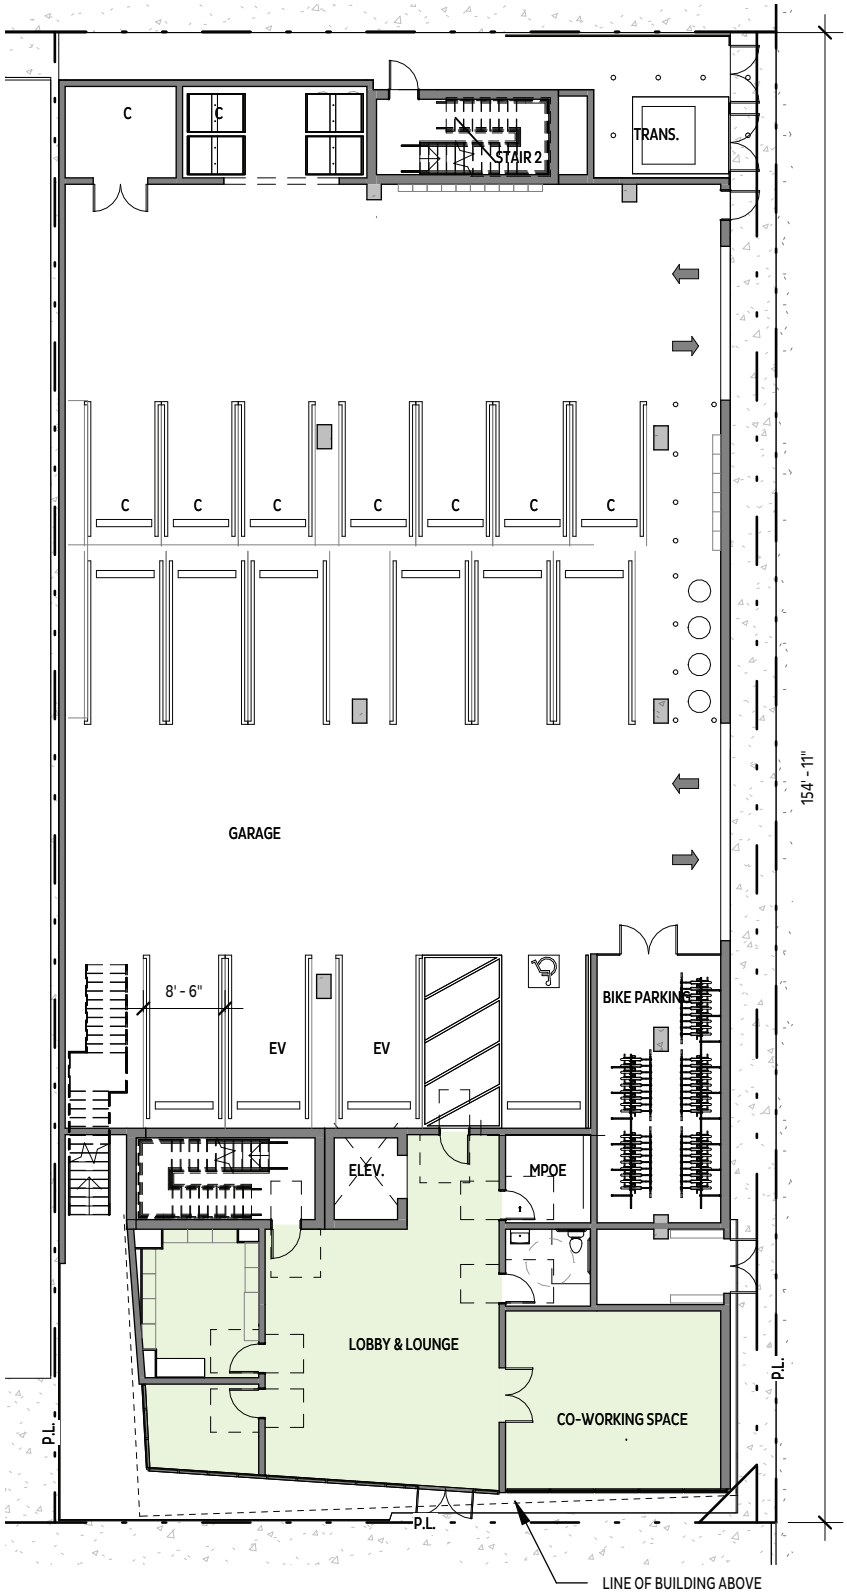 C
C
STAIR 2
TRANS.
C
C
C
C
C
C
C
154' - 11"
GARAGE
8' - 6"
EV
EV
BIKE PARKING
ELEV.
MPOE
LOBBY & LOUNGE
CO-WORKING SPACE
P.L.
P.L.
P.L.
LINE OF BUILDING ABOVE